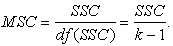 MSC = SSC / df(SSC) = SSC / k − 1.